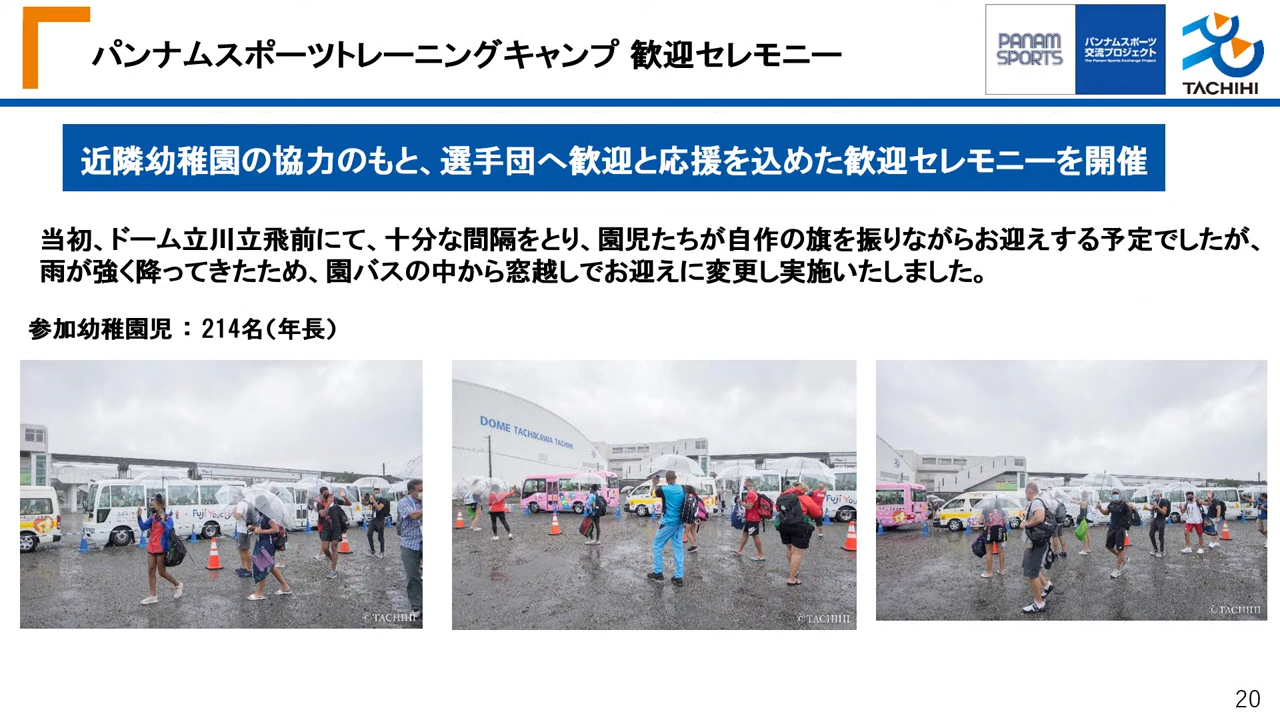 パンナムスポーツトレーニングキャンプ 歓迎セレモニー
PANAM
SPORTS
パンナムスポーツ
交流プロジェクト
The Panam Sports Exchange Project
TACHIHI
近隣幼稚園の協力のもと、選手団へ歓迎と応援を込めた歓迎セレモニーを開催
当初、ドーム立川立飛前にて、十分な間隔をとり、園児たちが自作の旗を振りながらお迎えする予定でしたが、
雨が強く降ってきたため、園バスの中から窓越しでお迎えに変更し実施いたしました。
参加幼稚園児 : 214名(年長)
DOME TACHIKAWA TACHIHI
© TACHIHI
© TACHIHI
© TACHIHI
20